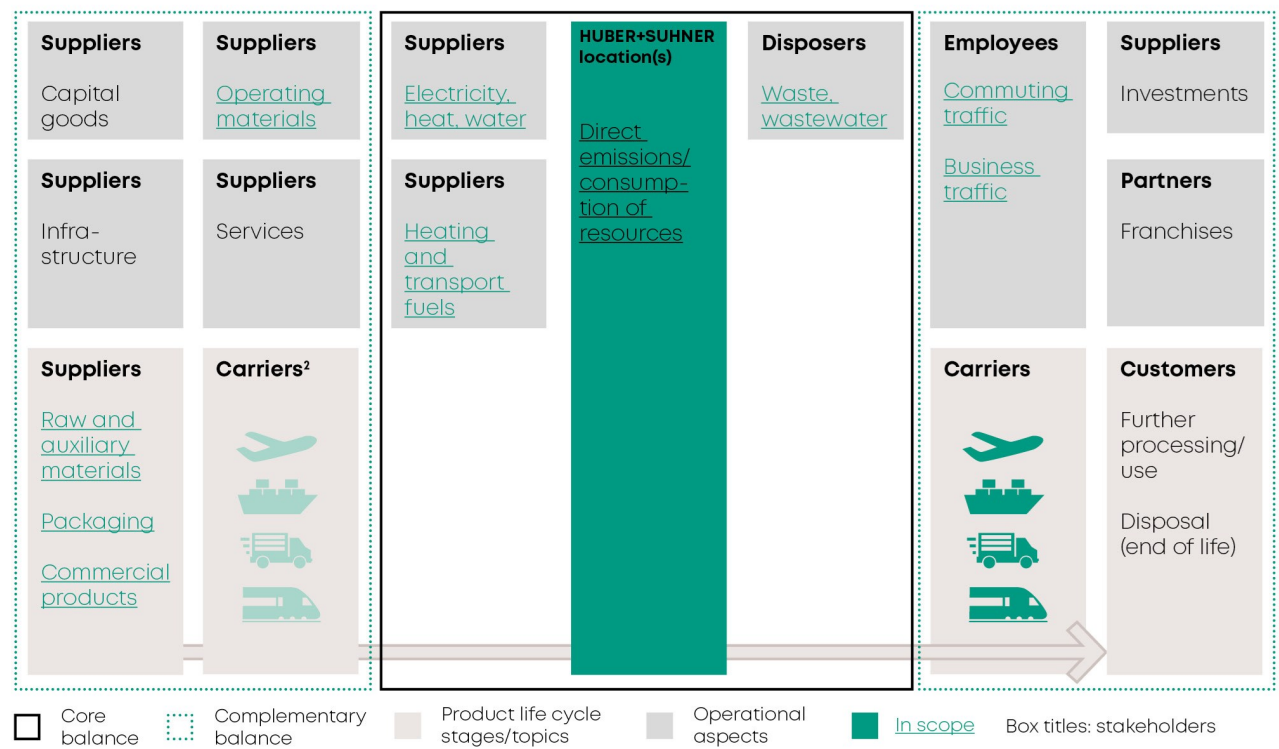 Suppliers
Capital
goods
Suppliers
Operating
materials
Suppliers
Electricity,
heat, water
HUBER+SUHNER
location(s)
Direct
emissions/
consump-
tion of
resources
Disposers
Waste,
wastewater
Employees
Commuting
traffic
Business
traffic
Suppliers
Investments
Suppliers
Infra-
structure
Suppliers
Services
Suppliers
Heating
and
transport
fuels
Partners
Franchises
Suppliers
Raw and
auxiliary
materials
Packaging
Commercial
products
Carriers²
Carriers
Customers
Further
processing/
use
Disposal
(end of life)
Core
balance
Complementary
balance
Product life cycle
stages/topics
Operational
aspects
In scope
Box titles: stakeholders